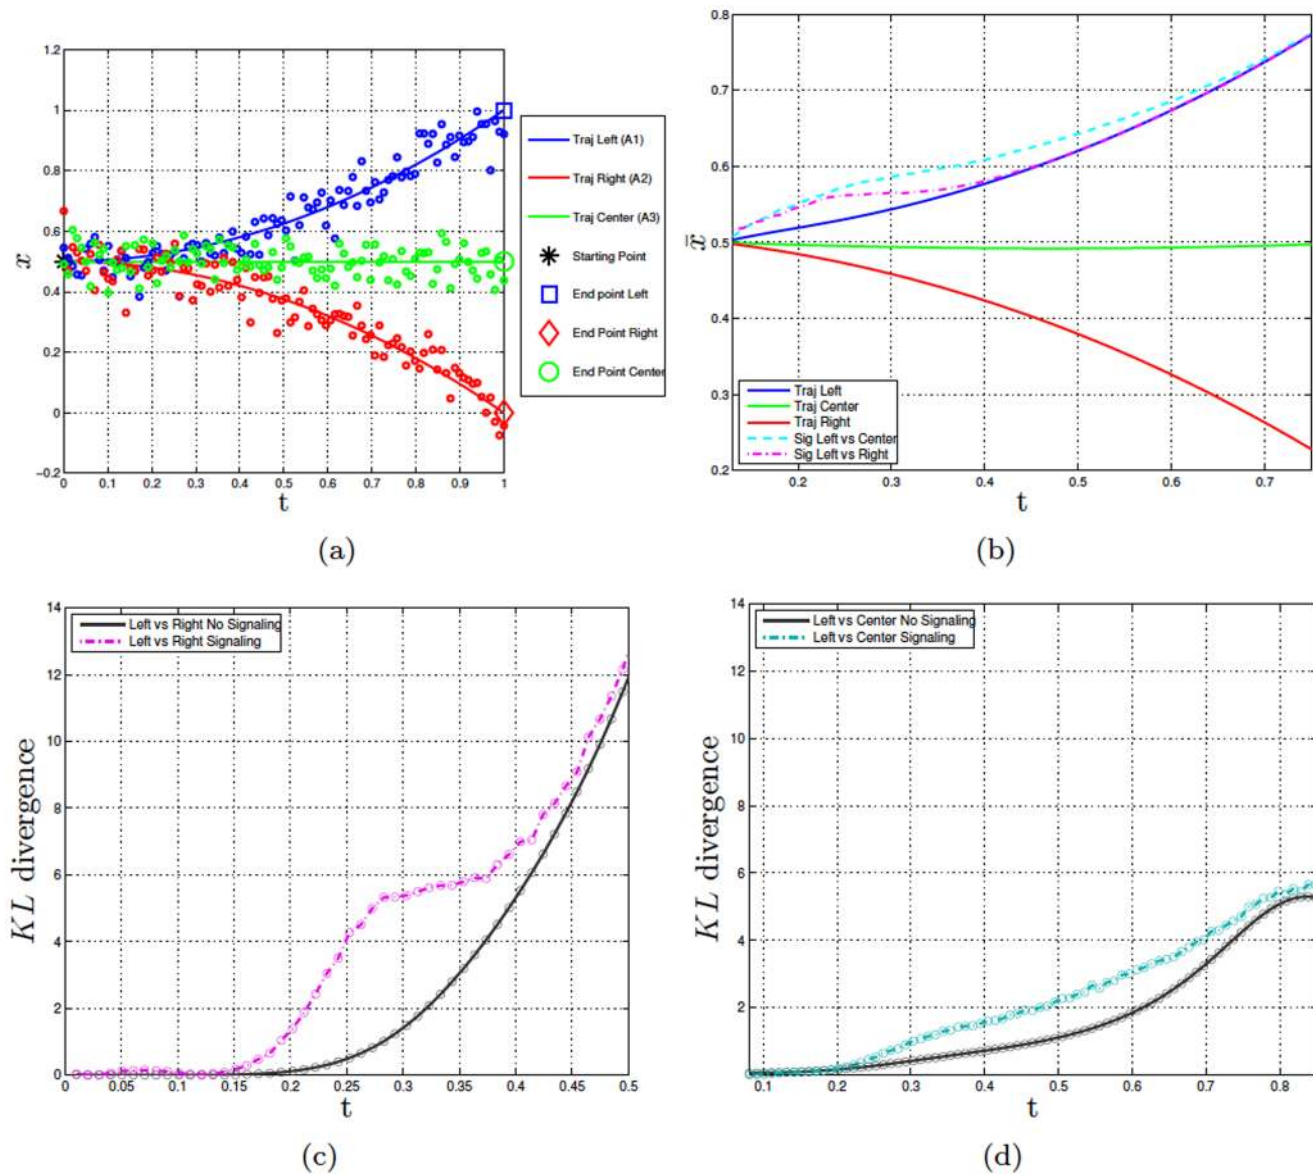 1.2
1
0.8
0.6
0.4
0.2
0
−0.2
x
0
0.1
0.2
0.3
0.4
0.5
0.6
0.7
0.8
0.9
1
t
Traj Left (A1)
Traj Right (A2)
Traj Center (A3)
Starting Point
End point Left
End Point Right
End Point Center
(a)
0.8
0.7
0.6
0.5
0.4
0.3
0.2
x̄
Traj Left
Traj Center
Traj Right
Sig Left vs Center
Sig Left vs Right
0.2
0.3
0.4
0.5
0.6
0.7
t
(b)
14
12
10
8
6
4
2
0
KL divergence
Left vs Right No Signaling
Left vs Right Signaling
0
0.05
0.1
0.15
0.2
0.25
0.3
0.35
0.4
0.45
0.5
t
(c)
14
12
10
8
6
4
2
KL divergence
Left vs Center No Signaling
Left vs Center Signaling
0.1
0.2
0.3
0.4
0.5
0.6
0.7
0.8
t
(d)